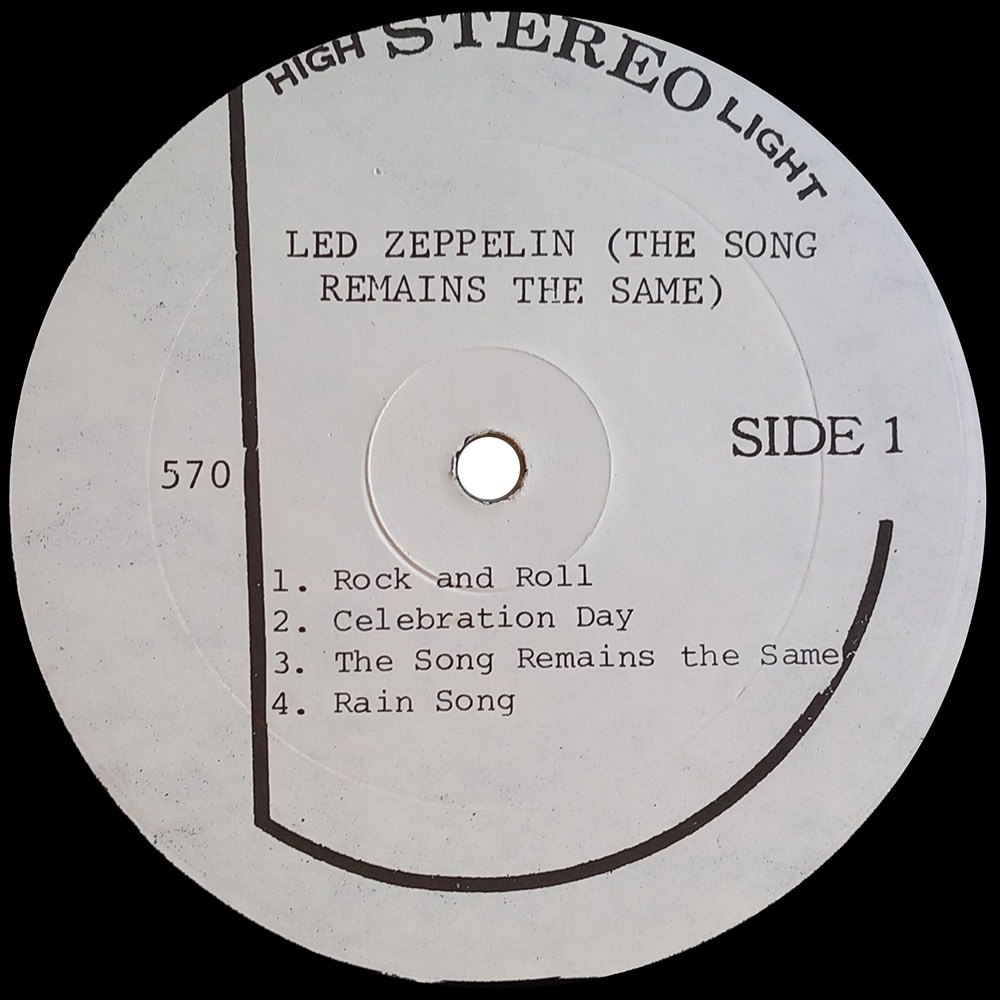 HIGH STEREO LIGHT
LED ZEPPELIN (THE SONG
REMAINS THE SAME)
SIDE 1
570
1. Rock and Roll
2. Celebration Day
3. The Song Remains the Same
4. Rain Song